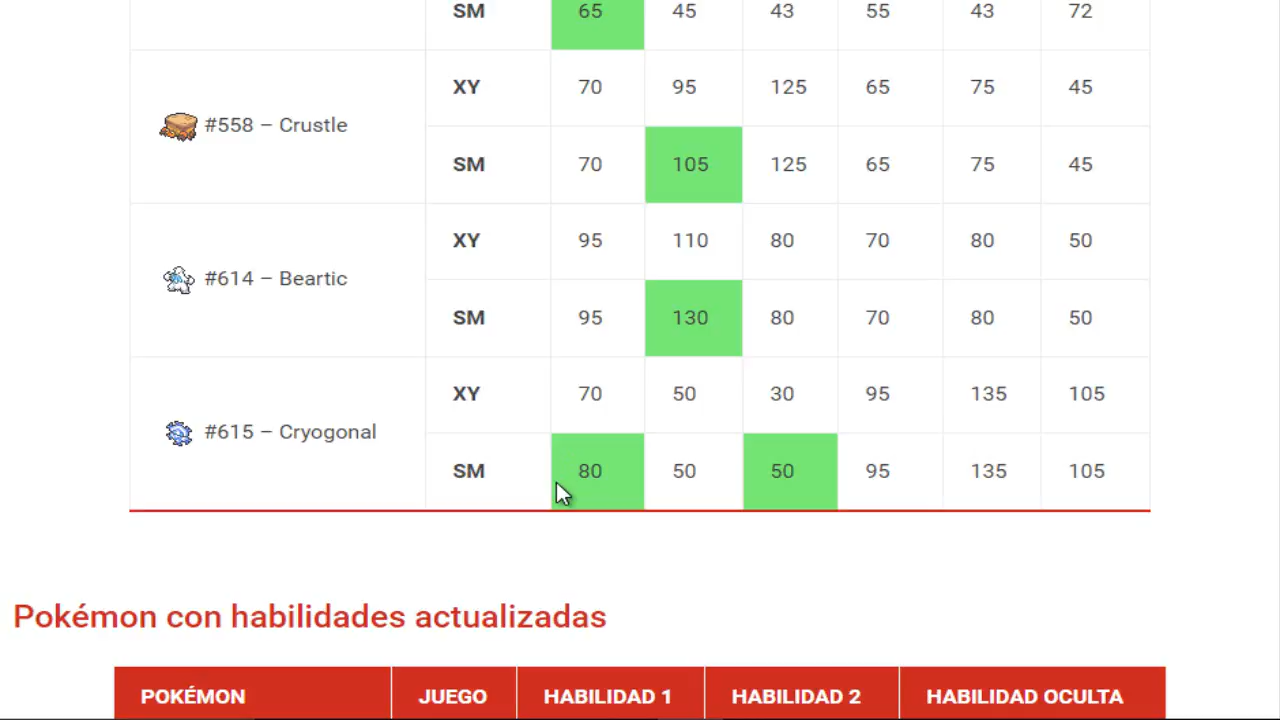 SM 65 45 43 55 43 72
#558 – Crustle
XY 70 95 125 65 75 45
SM 70 105 125 65 75 45
#614 – Beartic
XY 95 110 80 70 80 50
SM 95 130 80 70 80 50
#615 – Cryogonal
XY 70 50 30 95 135 105
SM 80 50 50 95 135 105
Pokémon con habilidades actualizadas
POKÉMON JUEGO HABILIDAD 1 HABILIDAD 2 HABILIDAD OCULTA